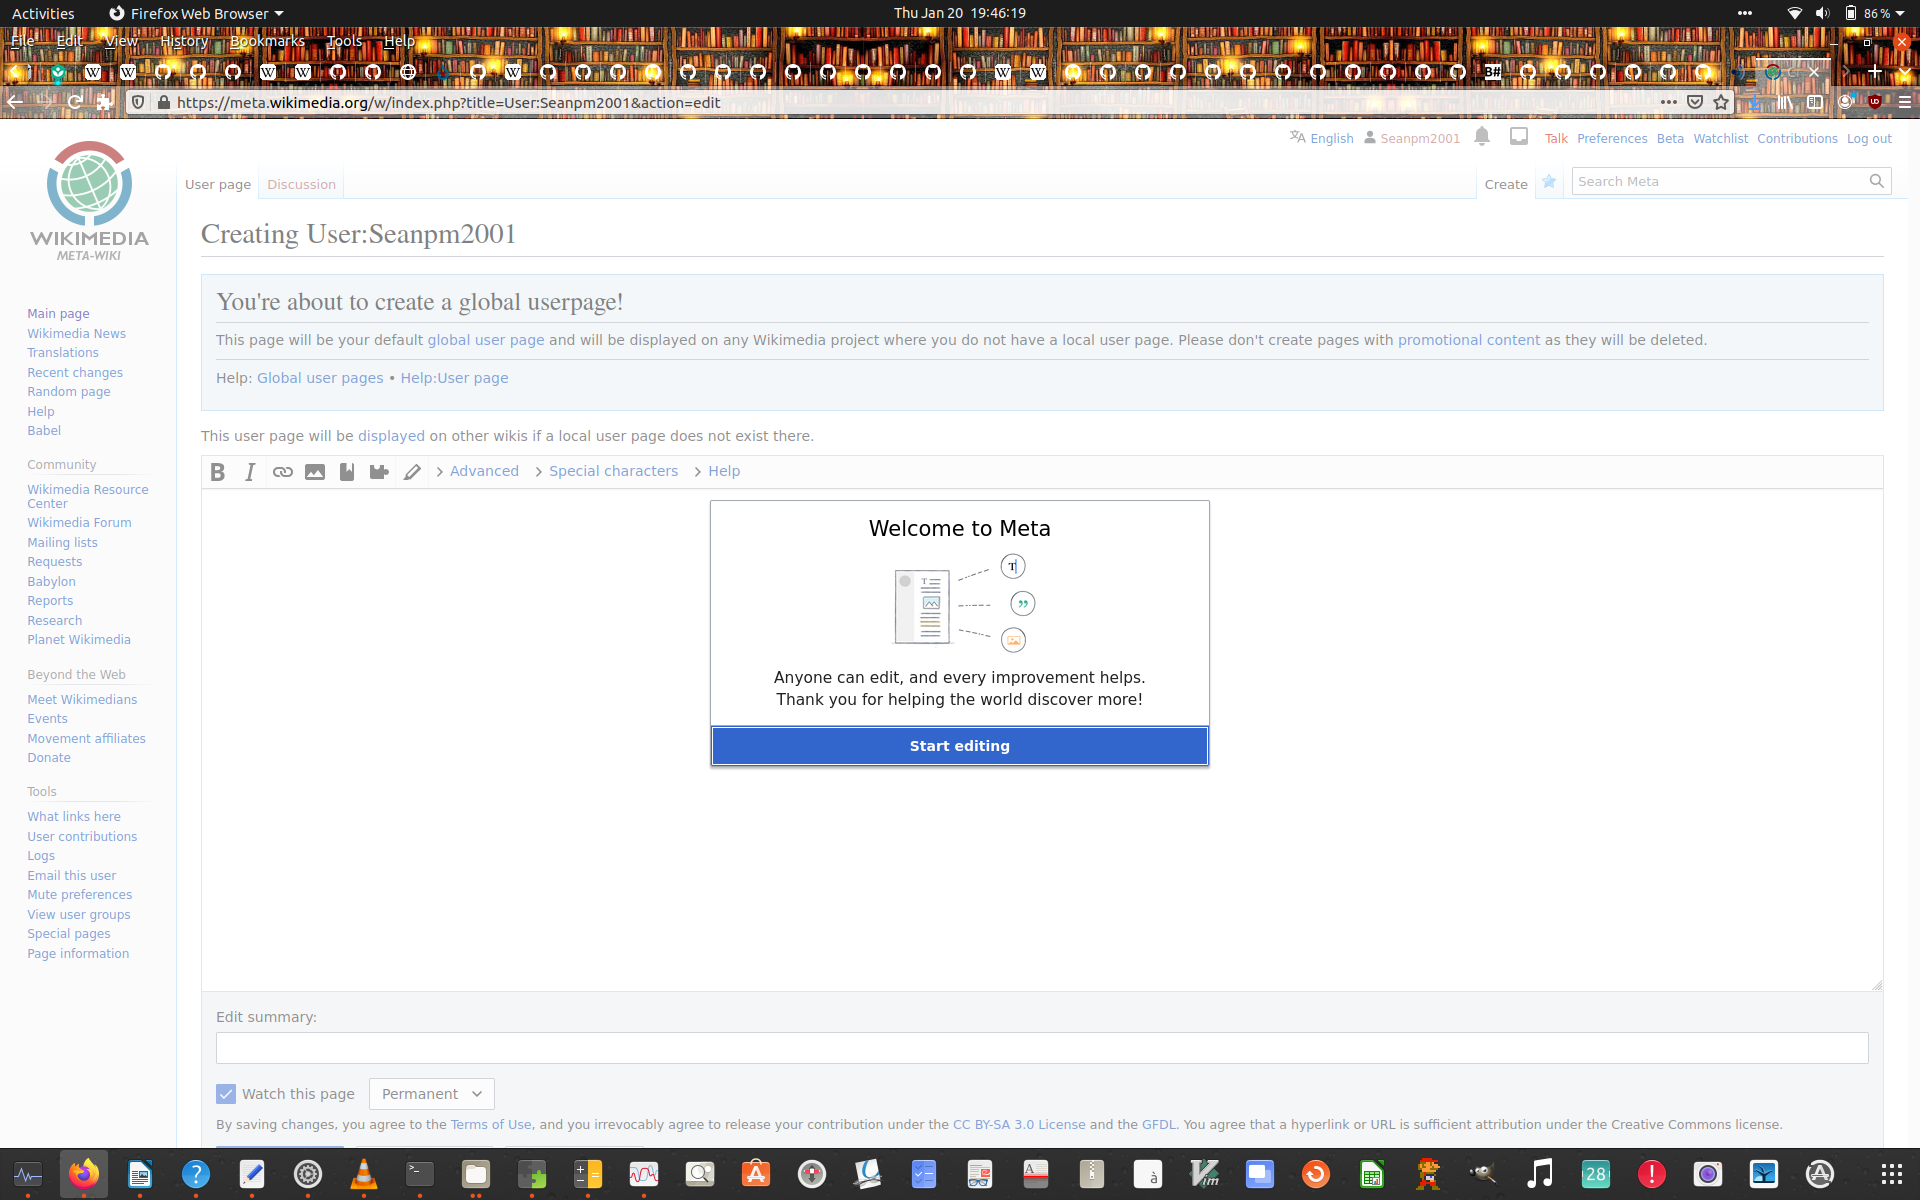 Activities Firefox Web Browser Thu Jan 20 19:46:19 86 %
File Edit View History Bookmarks Tools Help
https://meta.wikimedia.org/w/index.php?title=User:Seanpm2001&action=edit
English Seanpm2001 Talk Preferences Beta Watchlist Contributions Log out
User page Discussion Create Search Meta
WIKIMEDIA
META-WIKI
Main page
Wikimedia News
Translations
Recent changes
Random page
Help
Babel
Community
Wikimedia Resource
Center
Wikimedia Forum
Mailing lists
Requests
Babylon
Reports
Research
Planet Wikimedia
Beyond the Web
Meet Wikimedians
Events
Movement affiliates
Donate
Tools
What links here
User contributions
Logs
Email this user
Mute preferences
View user groups
Special pages
Page information
Creating User:Seanpm2001
You're about to create a global userpage!
This page will be your default global user page and will be displayed on any Wikimedia project where you do not have a local user page. Please don't create pages with promotional content as they will be deleted.
Help: Global user pages • Help:User page
This user page will be displayed on other wikis if a local user page does not exist there.
B I Advanced Special characters Help
Welcome to Meta
Anyone can edit, and every improvement helps.
Thank you for helping the world discover more!
Start editing
Edit summary:
Watch this page Permanent
By saving changes, you agree to the Terms of Use, and you irrevocably agree to release your contribution under the CC BY-SA 3.0 License and the GFDL. You agree that a hyperlink or URL is sufficient attribution under the Creative Commons license.
28